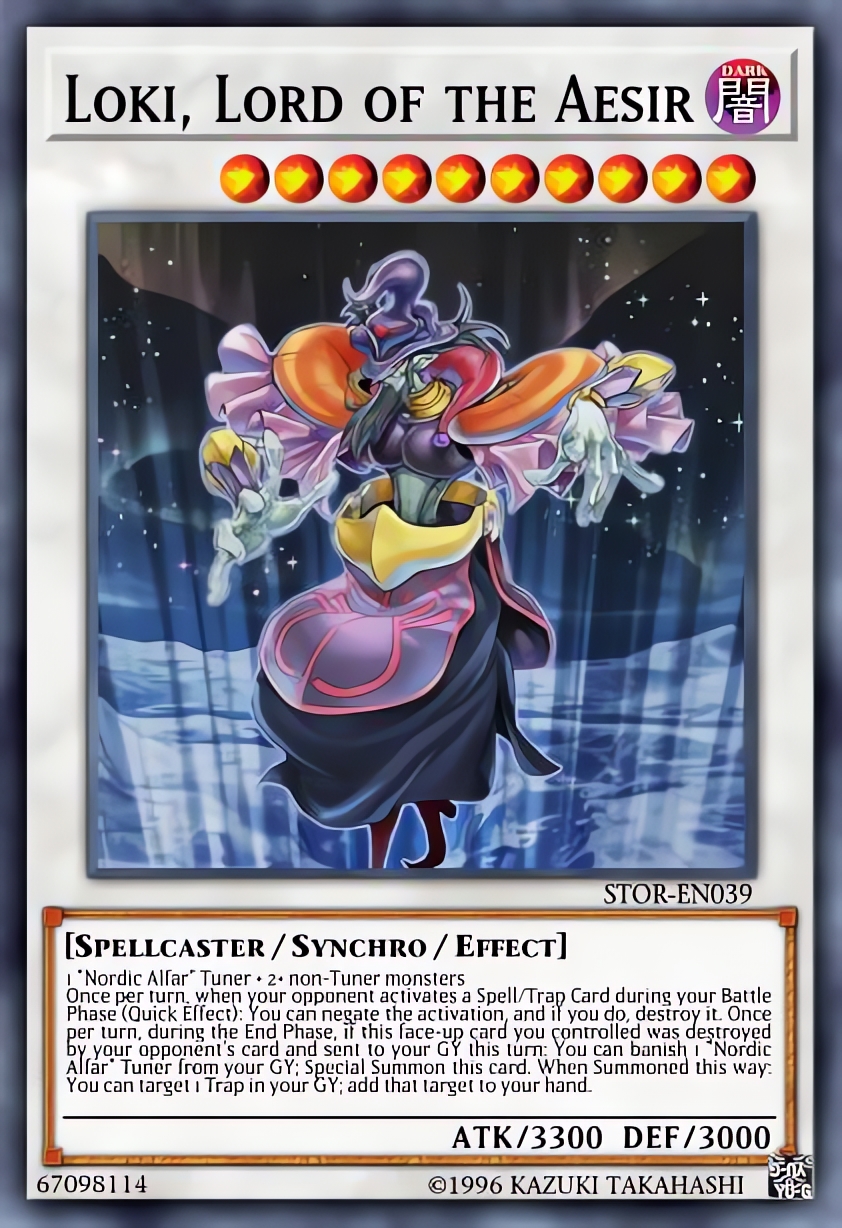 Loki, Lord of the Aesir
DARK
闇
STOR-EN039
[Spellcaster / Synchro / Effect]
1 "Nordic Alfar" Tuner + 2+ non-Tuner monsters
Once per turn, when your opponent activates a Spell/Trap Card during your Battle
Phase (Quick Effect): You can negate the activation, and if you do, destroy it. Once
per turn, during the End Phase, if this face-up card you controlled was destroyed
by your opponent's card and sent to your GY this turn: You can banish 1 "Nordic
Alfar" Tuner from your GY; Special Summon this card. When Summoned this way:
You can target 1 Trap in your GY; add that target to your hand.
ATK/3300 DEF/3000
67098114
©1996 KAZUKI TAKAHASHI